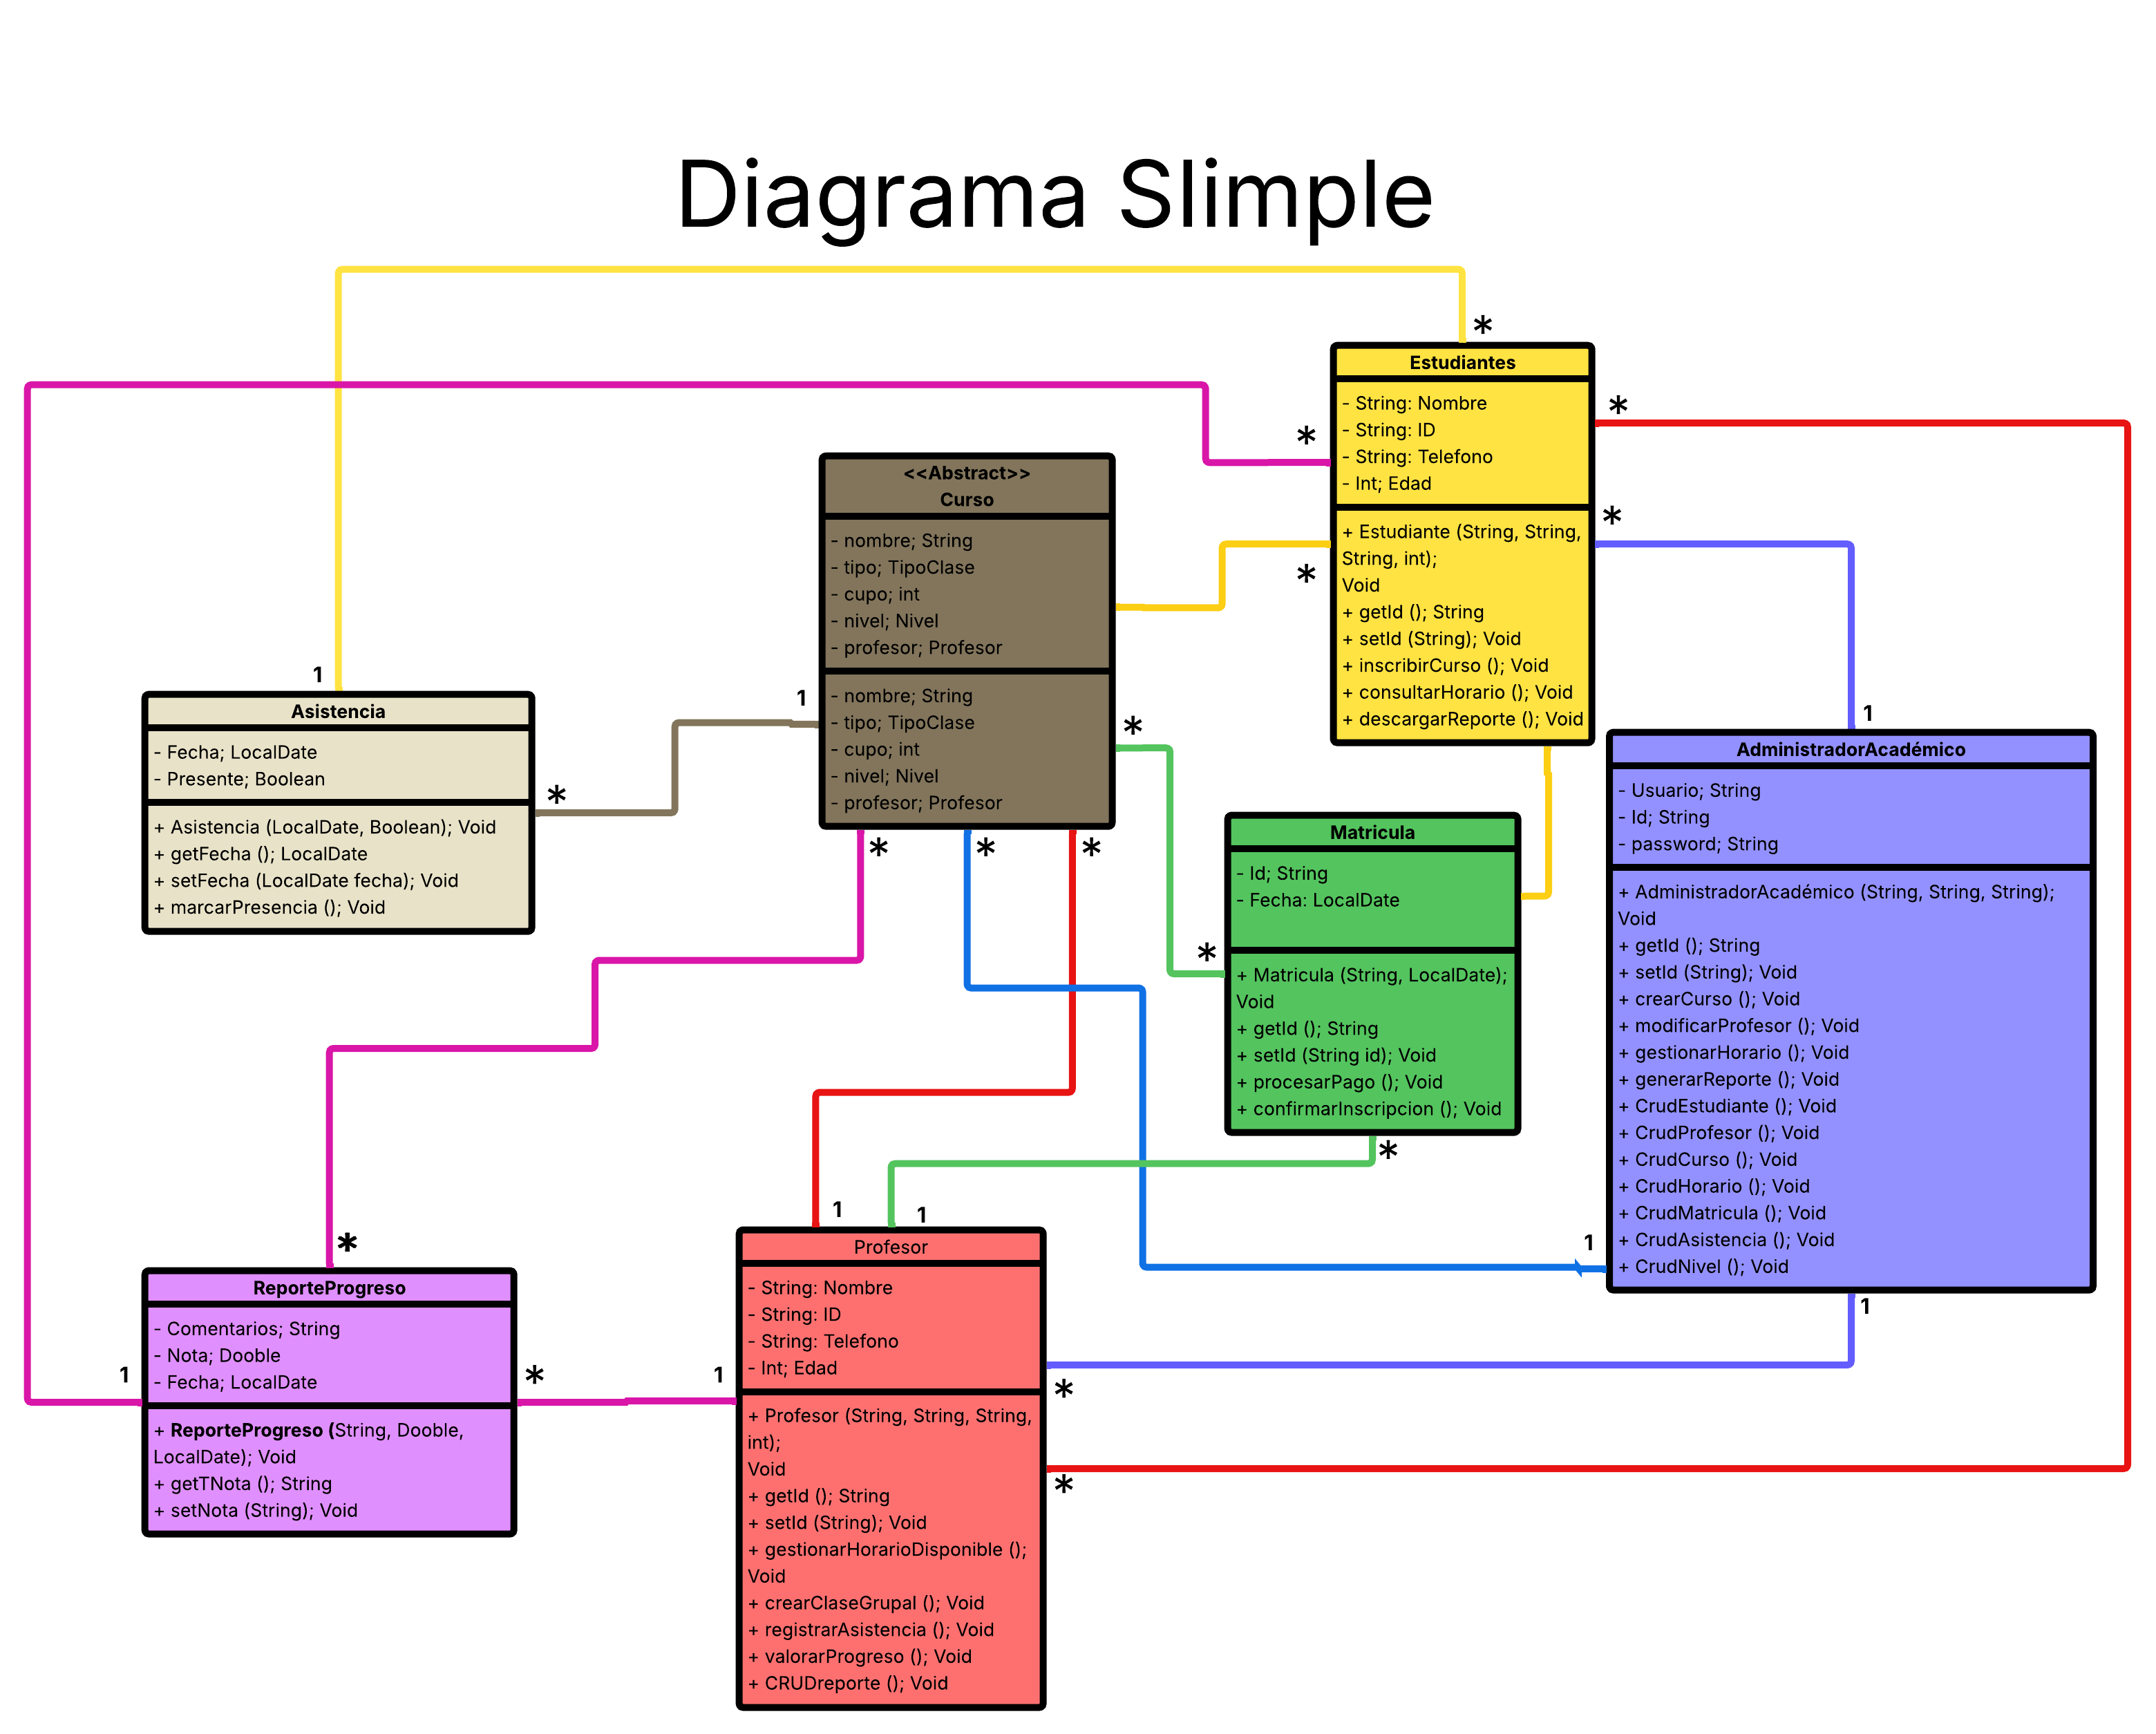 Diagrama SIimple
*
Estudiantes
- String: Nombre
- String: ID
- String: Telefono
- Int; Edad
+ Estudiante (String, String,
String, int);
Void
+ getId (); String
+ setId (String); Void
+ inscribirCurso (); Void
+ consultarHorario (); Void
+ descargarReporte (); Void
*
*
*
*
<<Abstract>>
Curso
- nombre; String
- tipo; TipoClase
- cupo; int
- nivel; Nivel
- profesor; Profesor
- nombre; String
- tipo; TipoClase
- cupo; int
- nivel; Nivel
- profesor; Profesor
1
*
*
*
*
1
Asistencia
- Fecha; LocalDate
- Presente; Boolean
+ Asistencia (LocalDate, Boolean); Void
+ getFecha (); LocalDate
+ setFecha (LocalDate fecha); Void
+ marcarPresencia (); Void
*
1
AdministradorAcadémico
- Usuario; String
- Id; String
- password; String
+ AdministradorAcadémico (String, String, String);
Void
+ getId (); String
+ setId (String); Void
+ crearCurso (); Void
+ modificarProfesor (); Void
+ gestionarHorario (); Void
+ generarReporte (); Void
+ CrudEstudiante (); Void
+ CrudProfesor (); Void
+ CrudCurso (); Void
+ CrudHorario (); Void
+ CrudMatricula (); Void
+ CrudAsistencia (); Void
+ CrudNivel (); Void
1
1
Matricula
- Id; String
- Fecha: LocalDate
*
+ Matricula (String, LocalDate);
Void
+ getId (); String
+ setId (String id); Void
+ procesarPago (); Void
+ confirmarInscripcion (); Void
*
*
ReporteProgreso
- Comentarios; String
- Nota; Dooble
- Fecha; LocalDate
+ ReporteProgreso (String, Dooble,
LocalDate); Void
+ getTNota (); String
+ setNota (String); Void
1
*
1
1
1
Profesor
- String: Nombre
- String: ID
- String: Telefono
- Int; Edad
+ Profesor (String, String, String,
int);
Void
+ getId (); String
+ setId (String); Void
+ gestionarHorarioDisponible ();
Void
+ crearClaseGrupal (); Void
+ registrarAsistencia (); Void
+ valorarProgreso (); Void
+ CRUDreporte (); Void
*
*